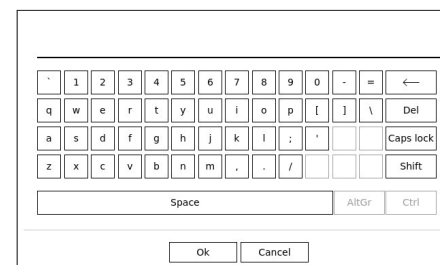 ` 1 2 3 4 5 6 7 8 9 0 - = ←
q w e r t y u i o p [ ] \ Del
a s d f g h j k l ; ' Caps lock
z x c v b n m , . / Shift
Space AltGr Ctrl
Ok Cancel